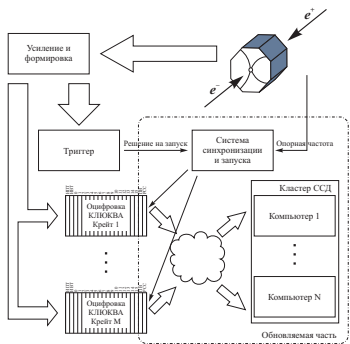 e⁺
Усиление и
формировка
e⁻
Триггер
Решение на запуск
Система
синхронизации
и запуска
Опорная частота
Оцифровка
КЛЮКВА
Крейт 1
Кластер ССД
Компьютер 1
Компьютер N
Оцифровка
КЛЮКВА
Крейт M
Обновляемая часть